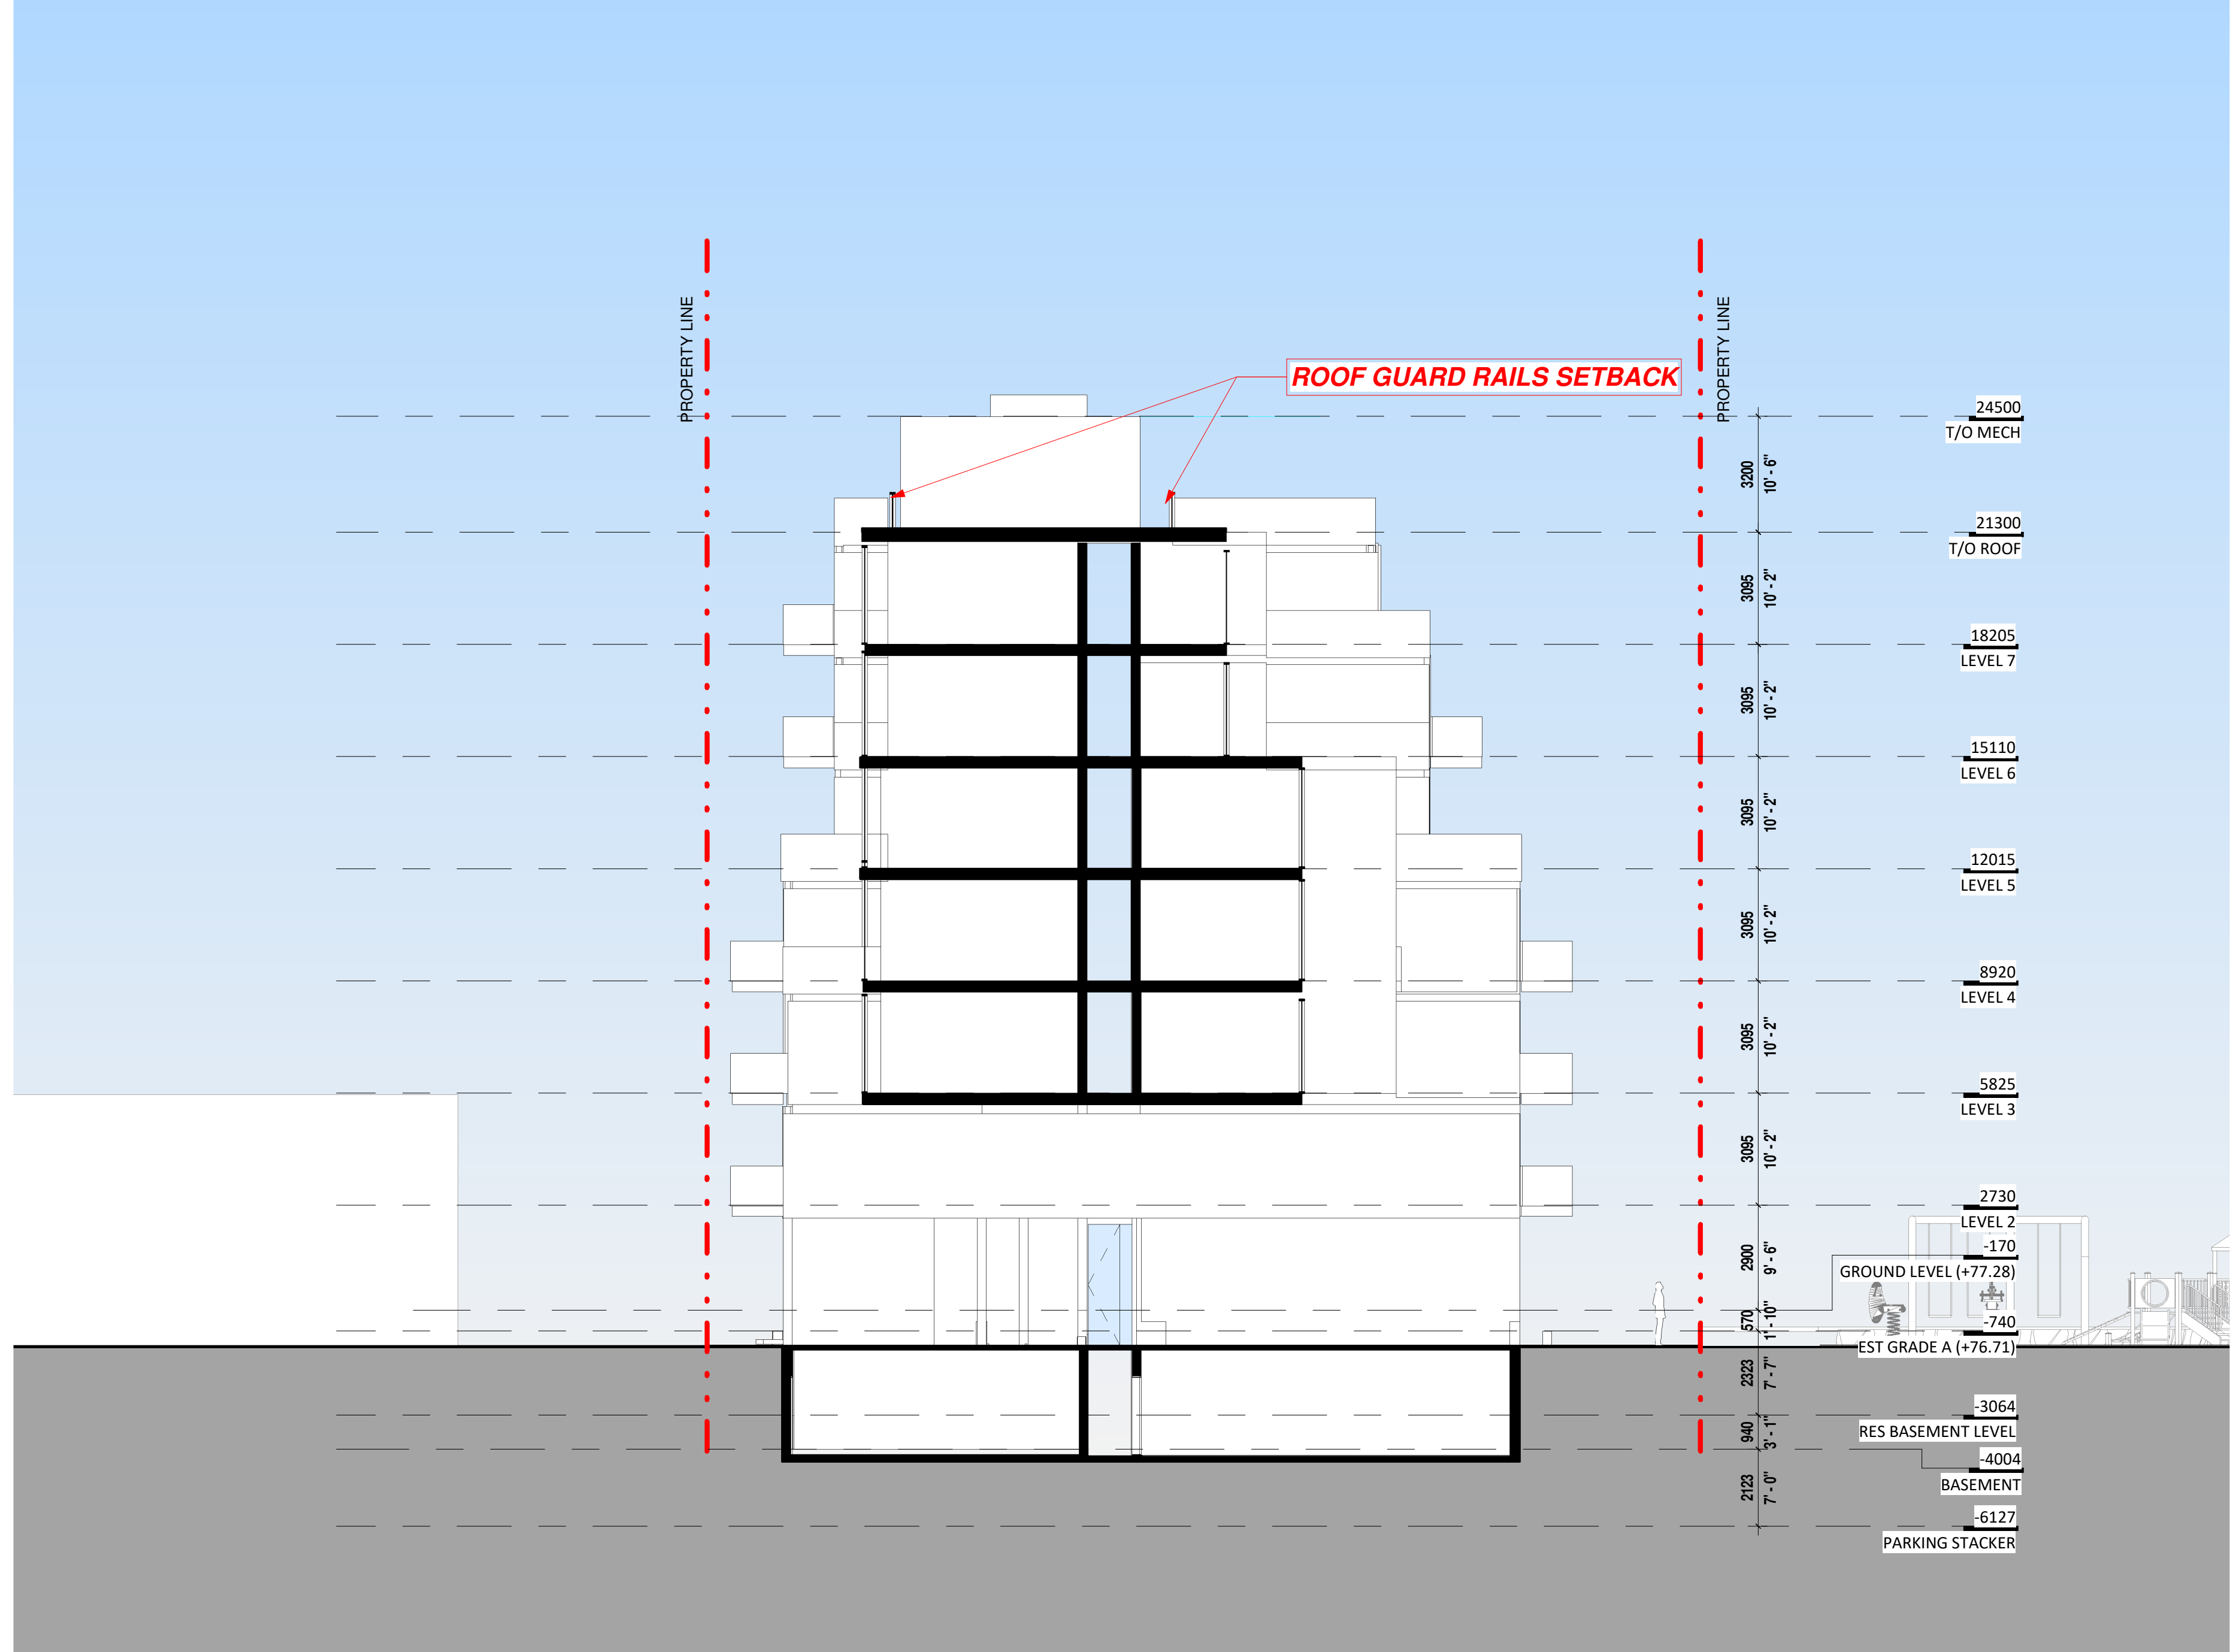 PROPERTY LINE
PROPERTY LINE
ROOF GUARD RAILS SETBACK
24500
T/O MECH
3200
10' - 6"
21300
T/O ROOF
3095
10' - 2"
18205
LEVEL 7
3095
10' - 2"
15110
LEVEL 6
3095
10' - 2"
12015
LEVEL 5
3095
10' - 2"
8920
LEVEL 4
3095
10' - 2"
5825
LEVEL 3
3095
10' - 2"
2730
LEVEL 2
2900
9' - 6"
-170
GROUND LEVEL (+77.28)
570
1' - 10"
-740
EST GRADE A (+76.71)
2323
7' - 7"
-3064
RES BASEMENT LEVEL
940
3' - 1"
-4004
BASEMENT
2123
7' - 0"
-6127
PARKING STACKER